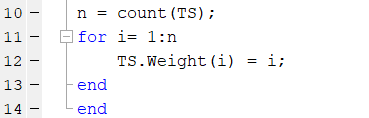 10 – n = count(TS);
11 – for i= 1:n
12 – TS.Weight(i) = i;
13 – end
14 – end